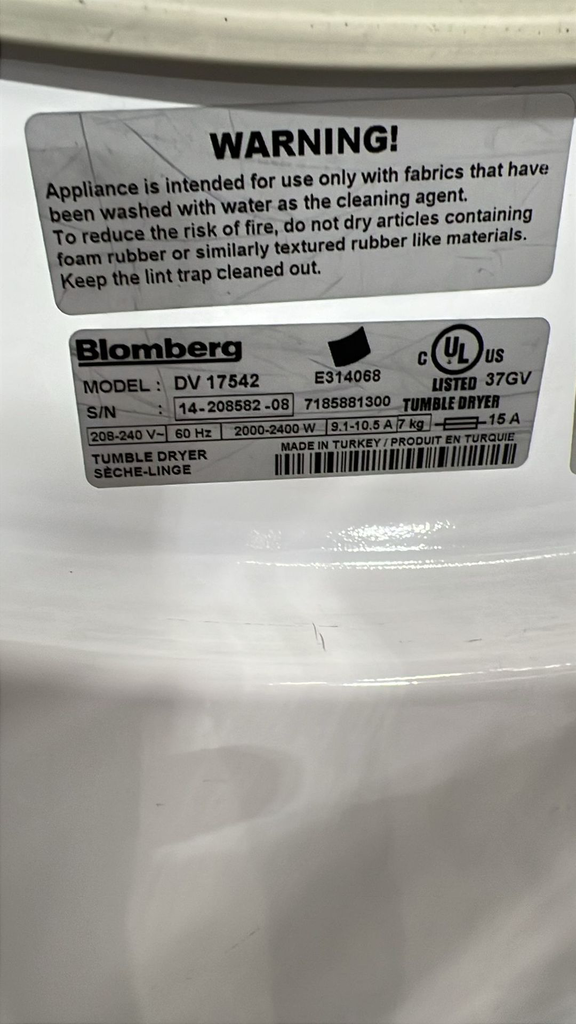 WARNING!
Appliance is intended for use only with fabrics that have
been washed with water as the cleaning agent.
To reduce the risk of fire, do not dry articles containing
foam rubber or similarly textured rubber like materials.
Keep the lint trap cleaned out.
Blomberg
C UL US
MODEL : DV 17542 E314068 LISTED 37GV
S/N : 14-208582-08 7185881300 TUMBLE DRYER
208-240 V~ 60 Hz 2000-2400 W 9.1-10.5 A 7 kg 15 A
TUMBLE DRYER MADE IN TURKEY / PRODUIT EN TURQUIE
SÈCHE-LINGE